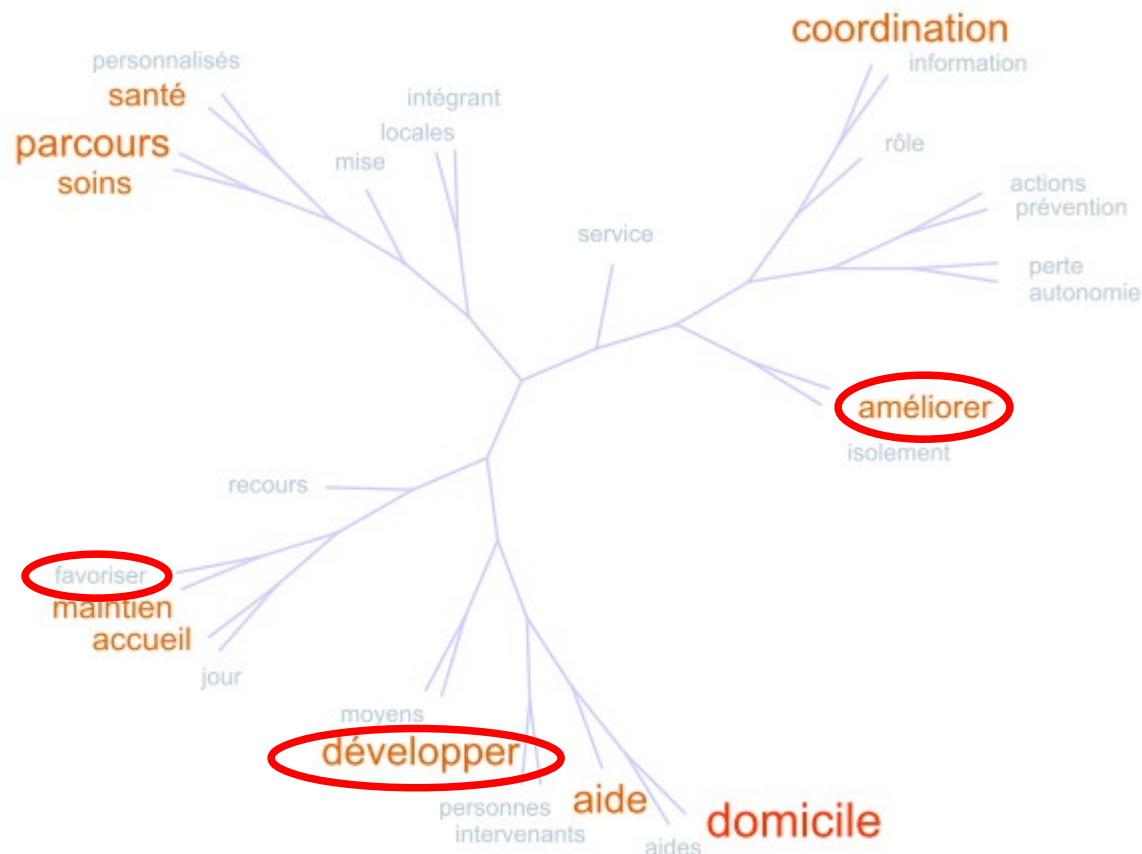 coordination
information
personnalisés
santé
intégrant
locales
parcours
mise
rôle
soins
actions
prévention
service
perte
autonomie
améliorer
isolement
recours
favoriser
maintien
accueil
jour
moyens
développer
personnes
intervenants
aide
domicile
aides